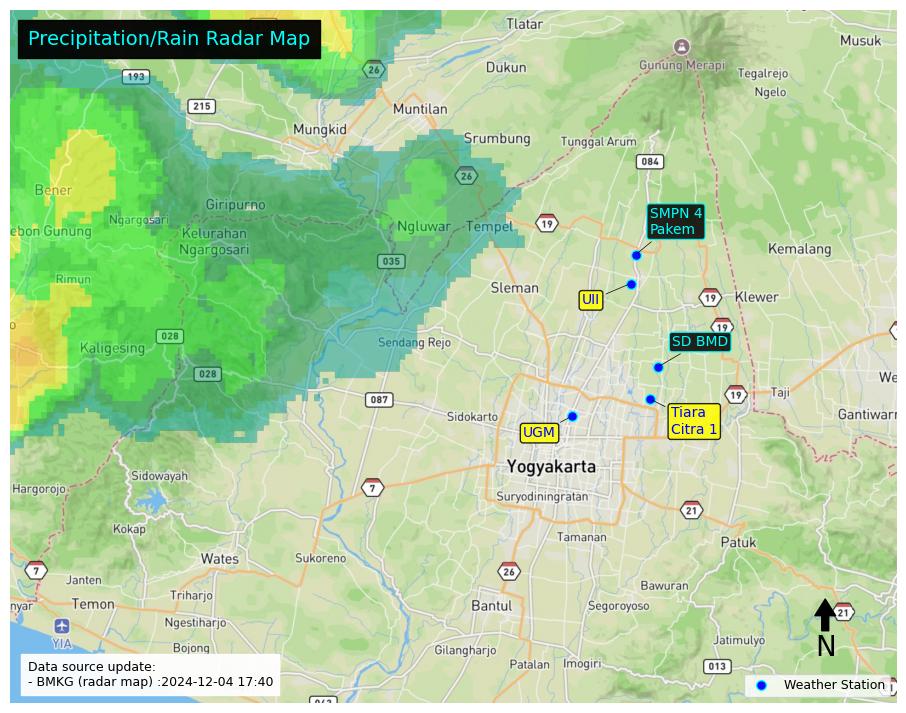 Precipitation/Rain Radar Map
Tlatar
Musuk
Gunung Merapi
Tegalrejo
Ngelo
26
Dukun
193
215
Muntilan
Mungkid
Srumbung
Tunggal Arum
084
26
Bener
Giripurno
Ngargosari
ebon Gunung
Kelurahan
Ngargosari
Ngluwar
Tempel
19
SMPN 4
Pakem
Kemalang
035
Rimun
Sleman
UII
19
Klewer
19
028
Kaligesing
Sendang Rejo
SD BMD
028
We
087
19
Taji
Sidokarto
UGM
Tiara
Citra 1
Gantiwarn
Yogyakarta
Sidowayah
Hargorojo
7
Suryodiningratan
21
Kokap
Tamanan
Patuk
Wates
Sukoreno
7
26
Janten
Bawuran
nyar
Temon
Triharjo
Bantul
Segoroyoso
21
Ngestiharjo
YIA
Bojong
Gilangharjo
Jatimulyo
N
Patalan
Imogiri
013
Data source update:
- BMKG (radar map) :2024-12-04 17:40
Weather Station